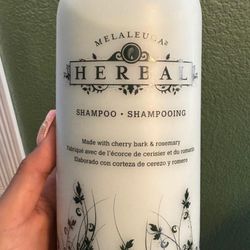 MELALEUCA®
HERBAL
SHAMPOO • SHAMPOOING
Made with cherry bark & rosemary
Fabriqué avec de l'écorce de cerisier et du romarin
Elaborado con corteza de cerezo y romero